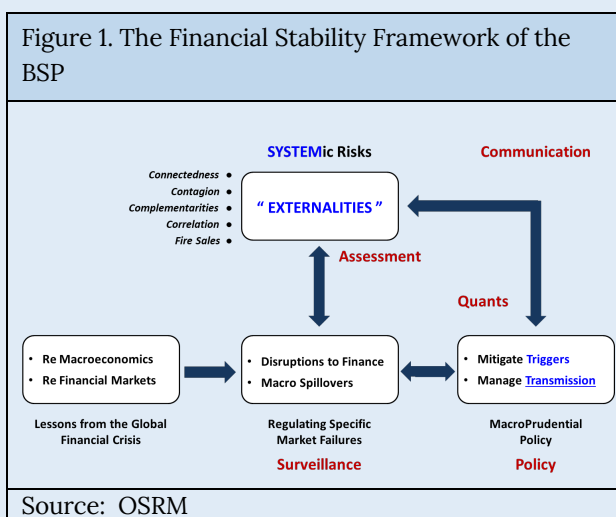 Figure 1. The Financial Stability Framework of the
BSP
SYSTEMic Risks
Communication
Connectedness •
Contagion •
Complementarities •
Correlation •
Fire Sales •
“ EXTERNALITIES ”
Assessment
Quants
• Re Macroeconomics
• Re Financial Markets
• Disruptions to Finance
• Macro Spillovers
• Mitigate Triggers
• Manage Transmission
Lessons from the Global
Financial Crisis
Regulating Specific
Market Failures
MacroPrudential
Policy
Surveillance
Policy
Source: OSRM